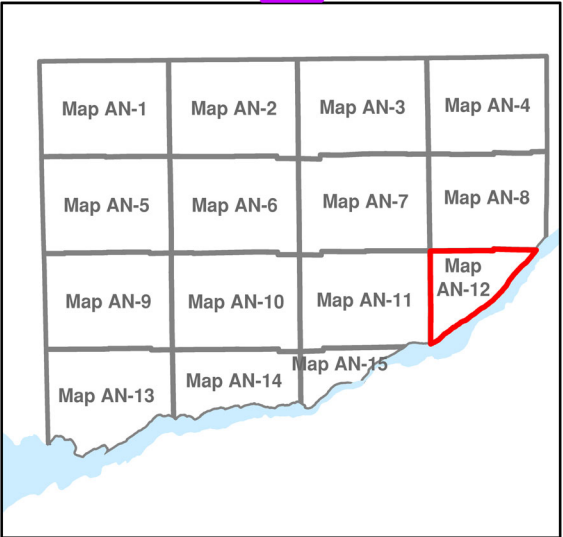 Map AN-1
Map AN-2
Map AN-3
Map AN-4
Map AN-5
Map AN-6
Map AN-7
Map AN-8
Map AN-9
Map AN-10
Map AN-11
Map
AN-12
Map AN-13
Map AN-14
Map AN-15